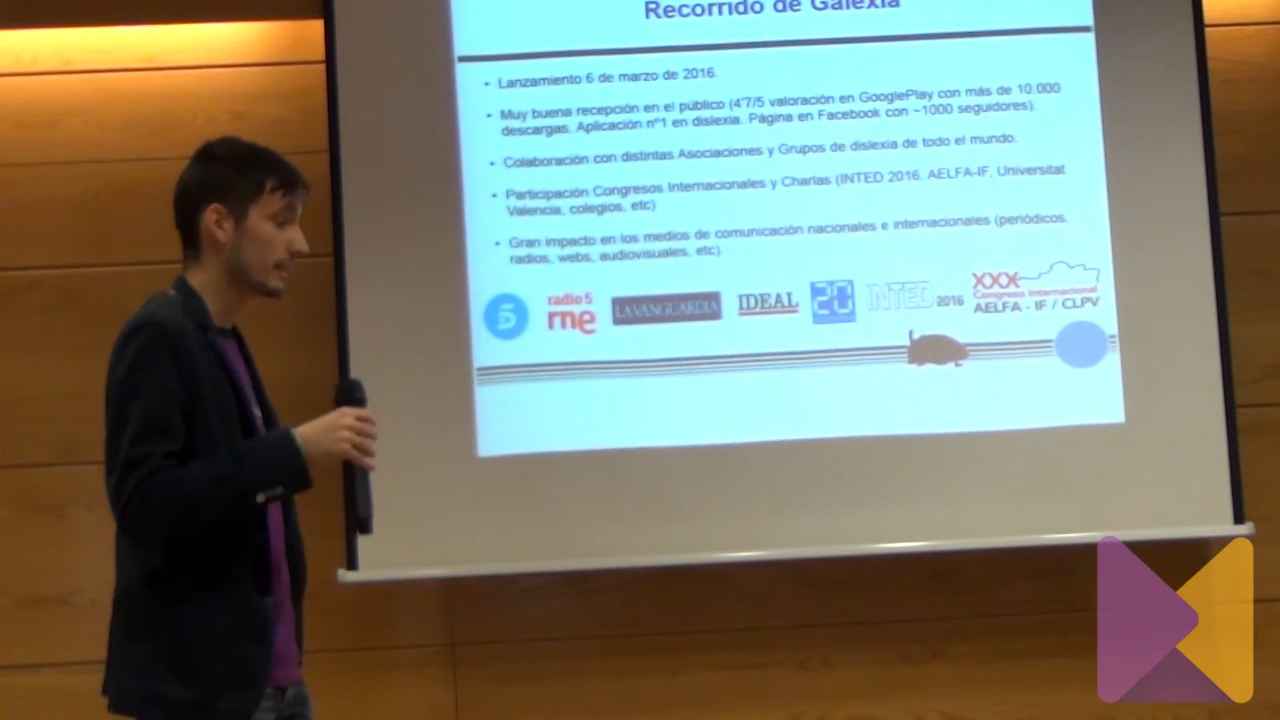 Recorrido de Galexia
• Lanzamiento 6 de marzo de 2016.
• Muy buena recepción en el público (4'7/5 valoración en GooglePlay con más de 10.000
descargas. Aplicación nº1 en dislexia. Página en Facebook con ~1000 seguidores).
• Colaboración con distintas Asociaciones y Grupos de dislexia de todo el mundo.
• Participación Congresos Internacionales y Charlas (INTED 2016, AELFA-IF, Universitat
Valencia, colegios, etc)
• Gran impacto en los medios de comunicación nacionales e internacionales (periódicos,
radios, webs, audiovisuales, etc).
5
radio 5
rne
LA VANGUARDIA
IDEAL
20
INTED 2016
XXX
Congreso Internacional
AELFA - IF / CLPV